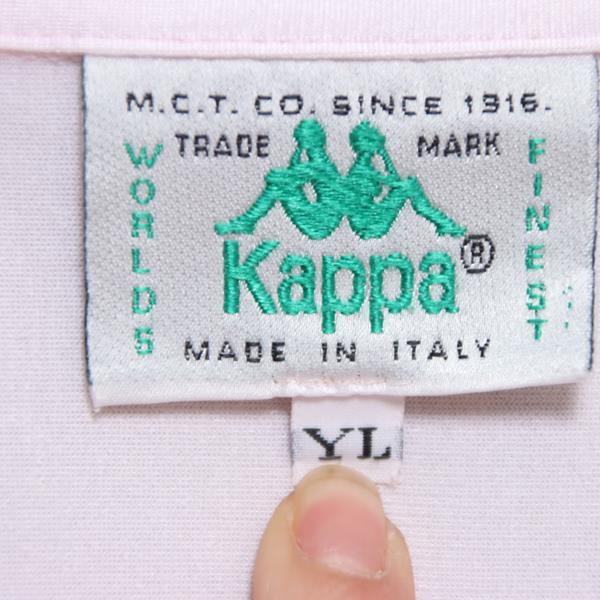 M.C.T. CO. SINCE 1916.
TRADE MARK
WORLDS
FINEST
Kappa®
MADE IN ITALY
YL